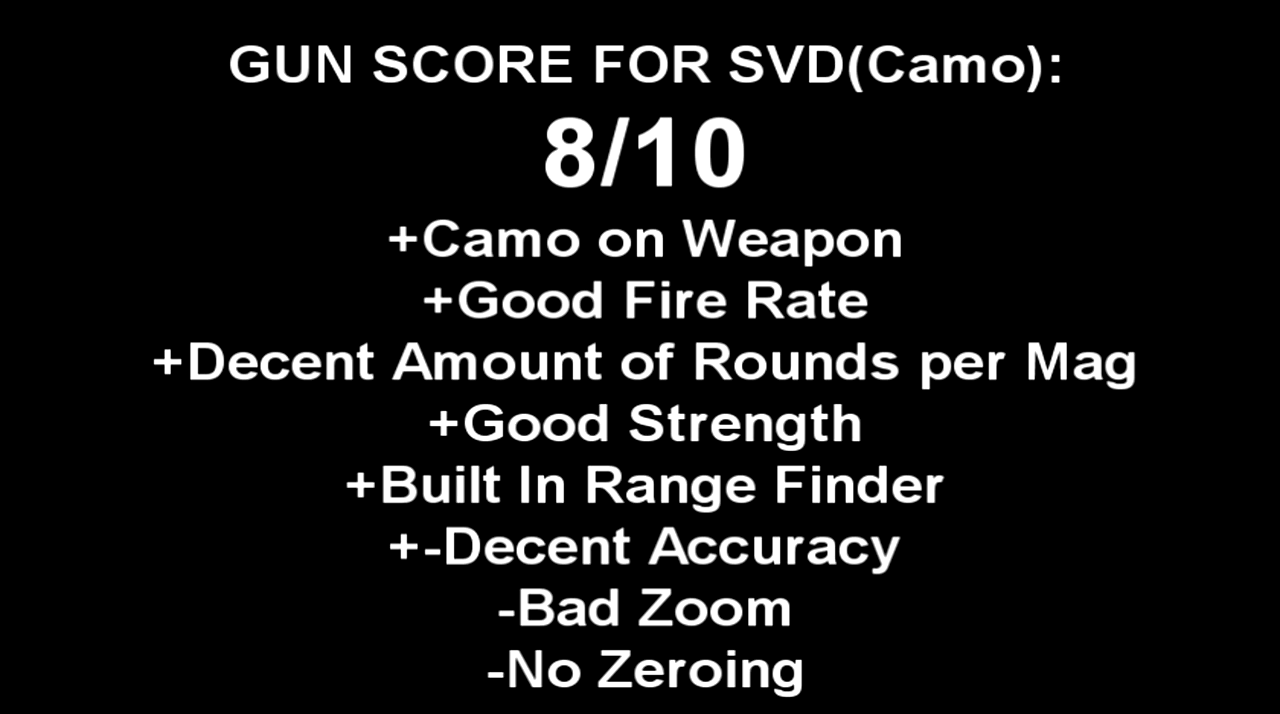 GUN SCORE FOR SVD(Camo):
8/10
+Camo on Weapon
+Good Fire Rate
+Decent Amount of Rounds per Mag
+Good Strength
+Built In Range Finder
+-Decent Accuracy
-Bad Zoom
-No Zeroing